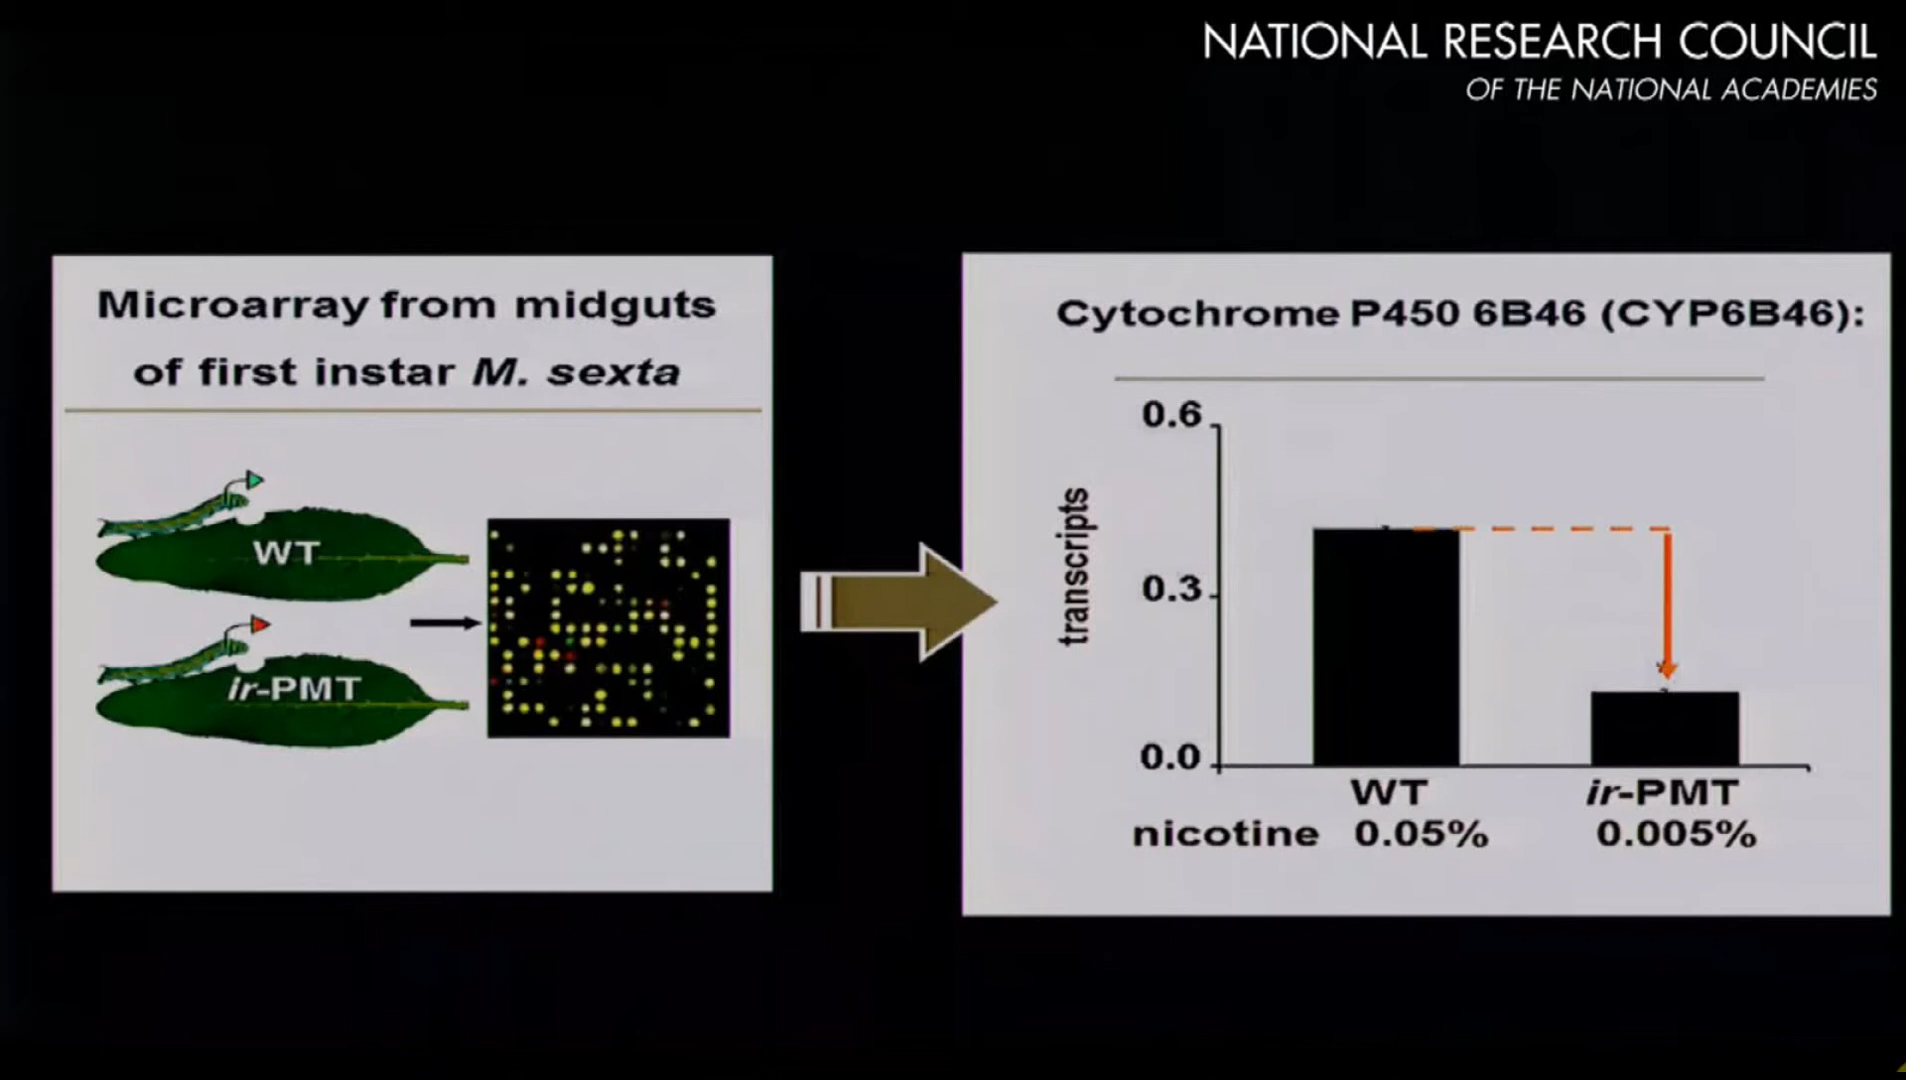 NATIONAL RESEARCH COUNCIL
OF THE NATIONAL ACADEMIES
Microarray from midguts
of first instar M. sexta
WT
ir-PMT
Cytochrome P450 6B46 (CYP6B46):
transcripts
0.6
0.3
0.0
WT ir-PMT
nicotine 0.05% 0.005%